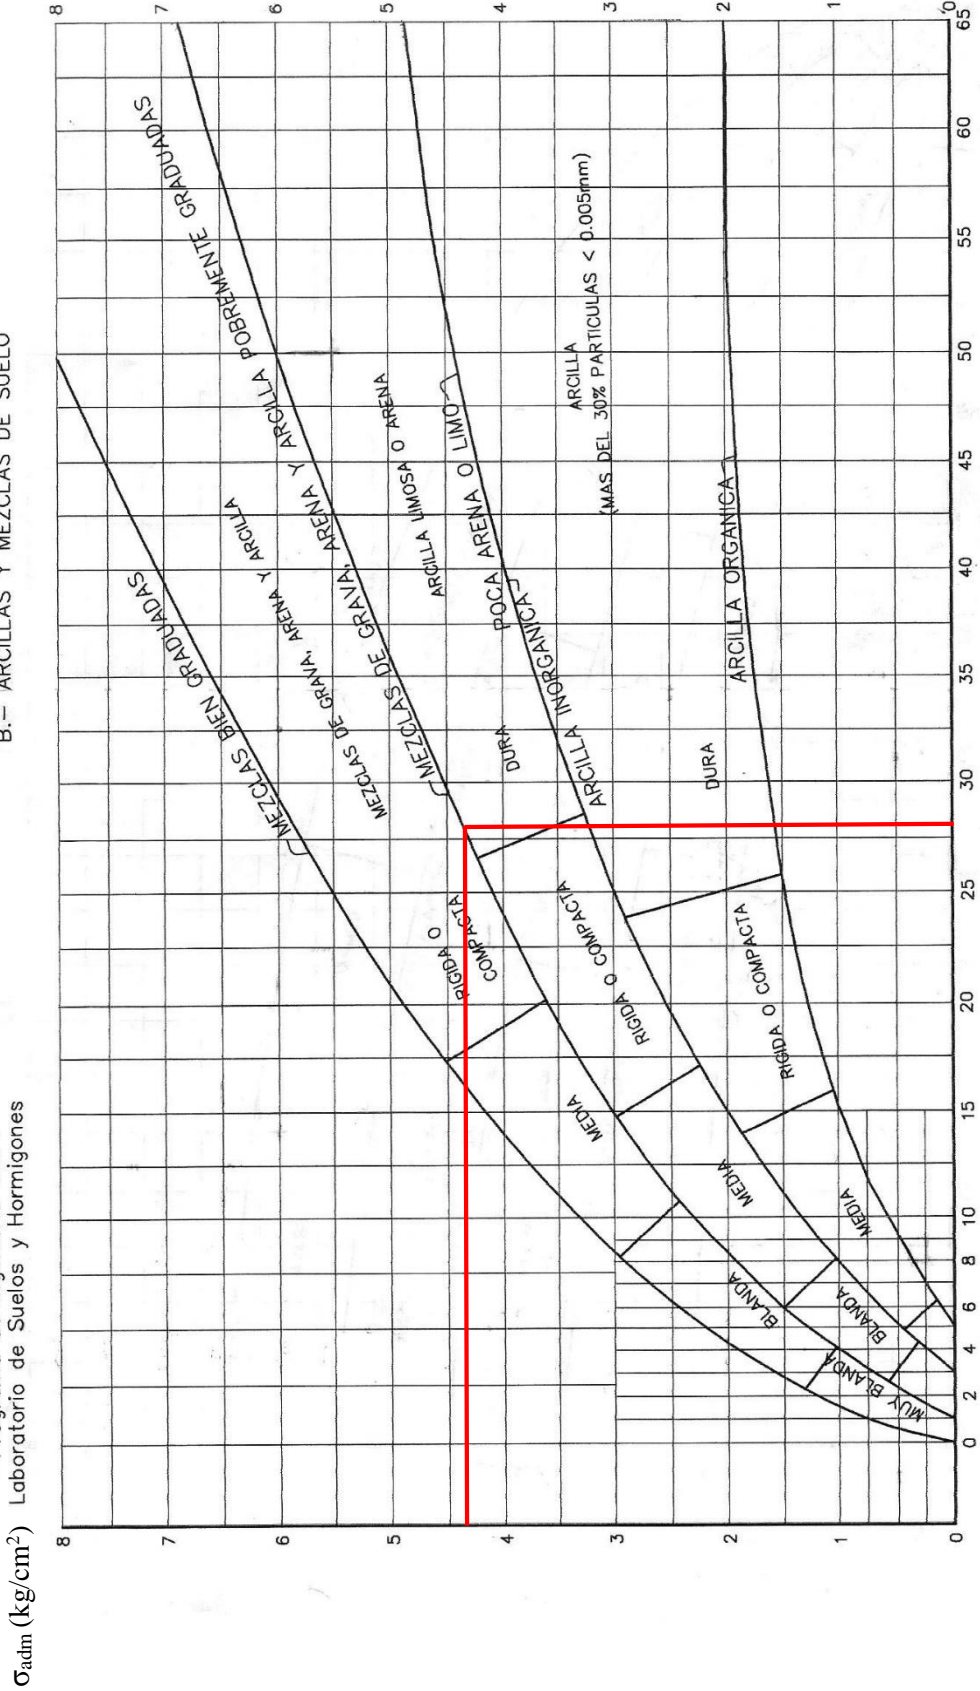 B.- ARCILLAS Y MEZCLAS DE SUELO
Laboratorio de Suelos y Hormigones
σadm (kg/cm²)
8
7
6
5
4
3
2
1
0
8
7
6
5
4
3
2
1
0
0
2
4
6
8
10
15
20
25
30
35
40
45
50
55
60
65
MEZCLAS BIEN GRADUADAS
MEZCLAS DE GRAVA, ARENA Y ARCILLA
MEZCLAS DE GRAVA, ARENA Y ARCILLA POBREMENTE GRADUADAS
ARCILLA LIMOSA O ARENA
POCA ARENA O LIMO
ARCILLA INORGANICA
ARCILLA
(MAS DEL 30% PARTICULAS < 0.005mm)
ARCILLA ORGANICA
RIGIDA O
COMPACTA
DURA
RIGIDA O COMPACTA
DURA
RIGIDA O COMPACTA
MEDIA
MEDIA
MEDIA
BLANDA
BLANDA
MUY BLANDA